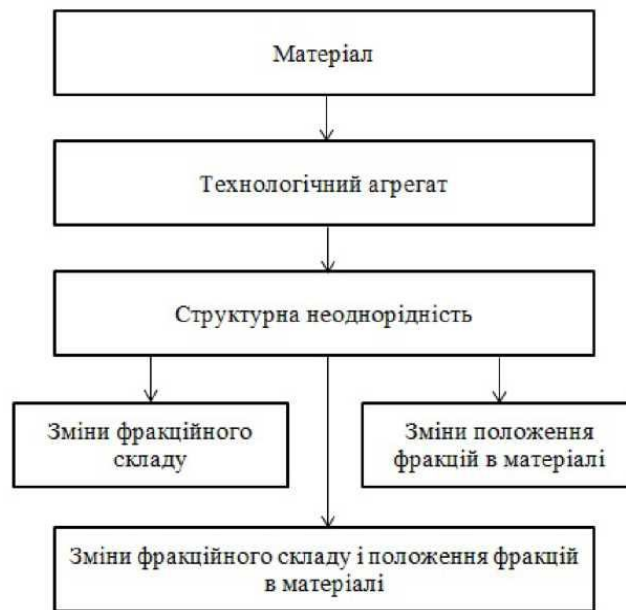 Матеріал
Технологічний агрегат
Структурна неоднорідність
Зміни фракційного
складу
Зміни положення
фракцій в матеріалі
Зміни фракційного складу і положення фракцій
в матеріалі